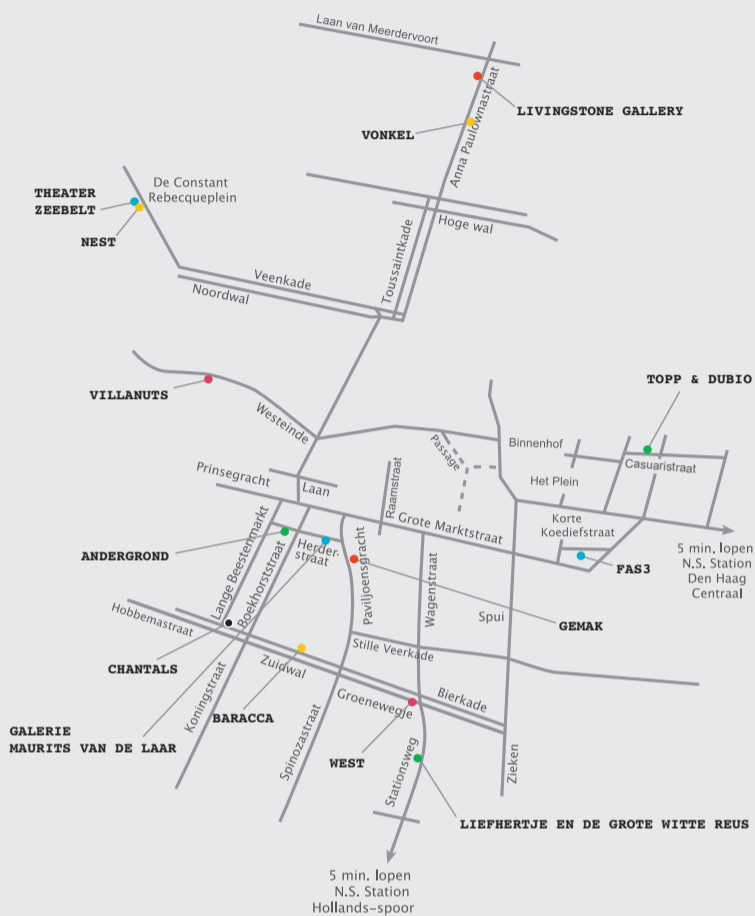 Laan van Meerdervoort
Anna Paulownastraat
LIVINGSTONE GALLERY
VONKEL
De Constant
Rebecqueplein
THEATER
ZEEBELT
NEST
Hoge wal
Toussaintkade
Veenkade
Noordwal
VILLANUTS
Westeinde
TOPP & DUBIO
Passage
Binnenhof
Casuaristraat
Prinsegracht
Laan
Raamstraat
Het Plein
Grote Marktstraat
Korte
Koediefstraat
5 min. lopen
N.S. Station
Den Haag
Centraal
FAS3
ANDERGROND
Lange Beestenmarkt
Boekhorststraat
Herder-
straat
Paviljoensgracht
Wagenstraat
GEMAK
Spui
Hobbemastraat
Stille Veerkade
CHANTALS
Zuidwal
Koningstraat
BARACCA
Groenewegje
Bierkade
GALERIE
MAURITS VAN DE LAAR
Spinozastraat
WEST
Stationsweg
Zieken
LIEFHERTJE EN DE GROTE WITTE REUS
5 min. lopen
N.S. Station
Hollands-spoor